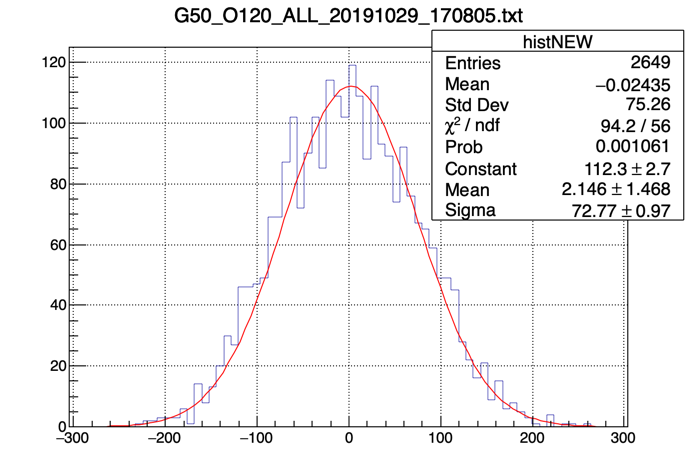 G50_O120_ALL_20191029_170805.txt
histNEW
Entries 2649
Mean −0.02435
Std Dev 75.26
χ² / ndf 94.2 / 56
Prob 0.001061
Constant 112.3 ± 2.7
Mean 2.146 ± 1.468
Sigma 72.77 ± 0.97
120
100
80
60
40
20
0
−300 −200 −100 0 100 200 300